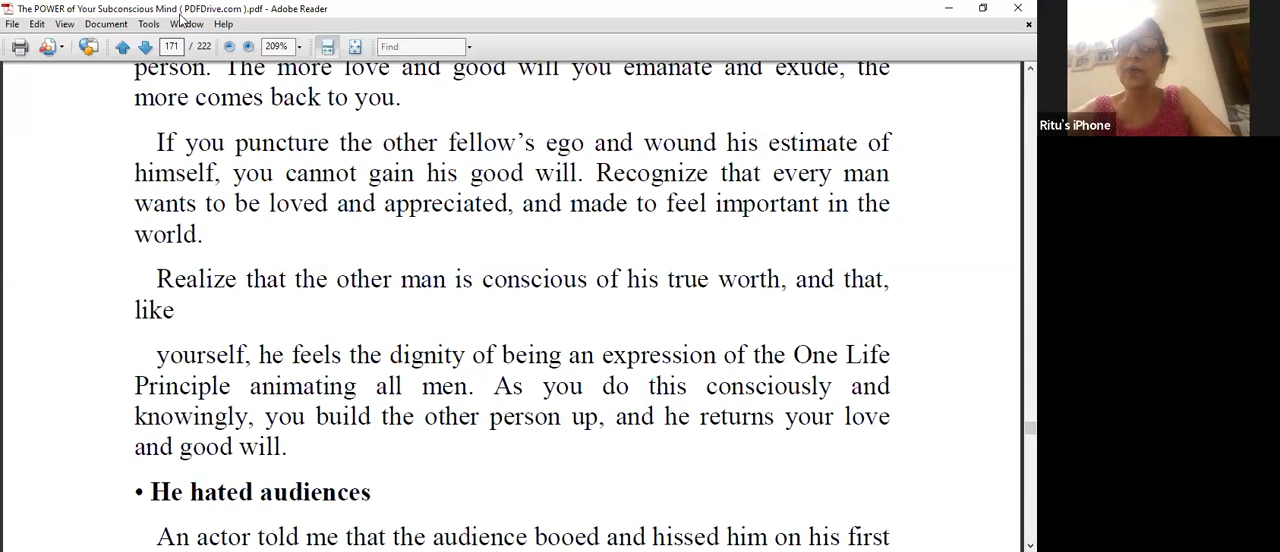 The POWER of Your Subconscious Mind ( PDFDrive.com ).pdf - Adobe Reader
File Edit View Document Tools Window Help
171 / 222 209% Find
person. The more love and good will you emanate and exude, the
more comes back to you.
If you puncture the other fellow’s ego and wound his estimate of
himself, you cannot gain his good will. Recognize that every man
wants to be loved and appreciated, and made to feel important in the
world.
Realize that the other man is conscious of his true worth, and that,
like
yourself, he feels the dignity of being an expression of the One Life
Principle animating all men. As you do this consciously and
knowingly, you build the other person up, and he returns your love
and good will.
• He hated audiences
An actor told me that the audience booed and hissed him on his first
Ritu's iPhone